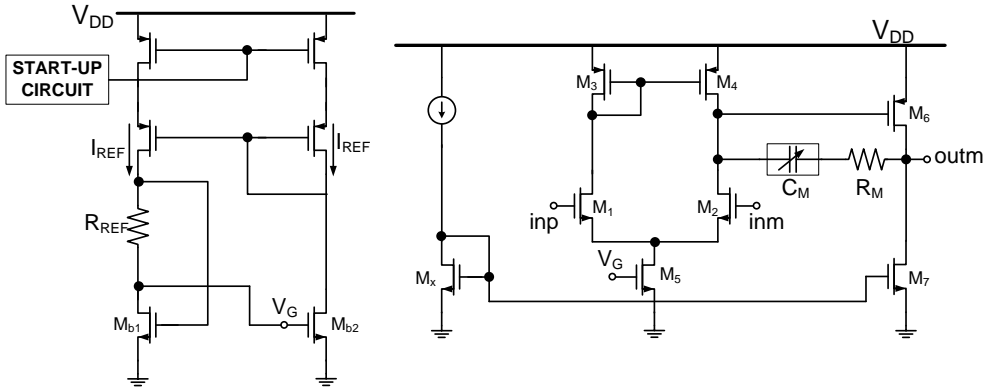 V_DD
START-UP
CIRCUIT
I_REF
I_REF
R_REF
M_b1
V_G
M_b2
V_DD
M_3
M_4
M_6
C_M
R_M
outm
M_1
M_2
inp
inm
V_G
M_5
M_x
M_7